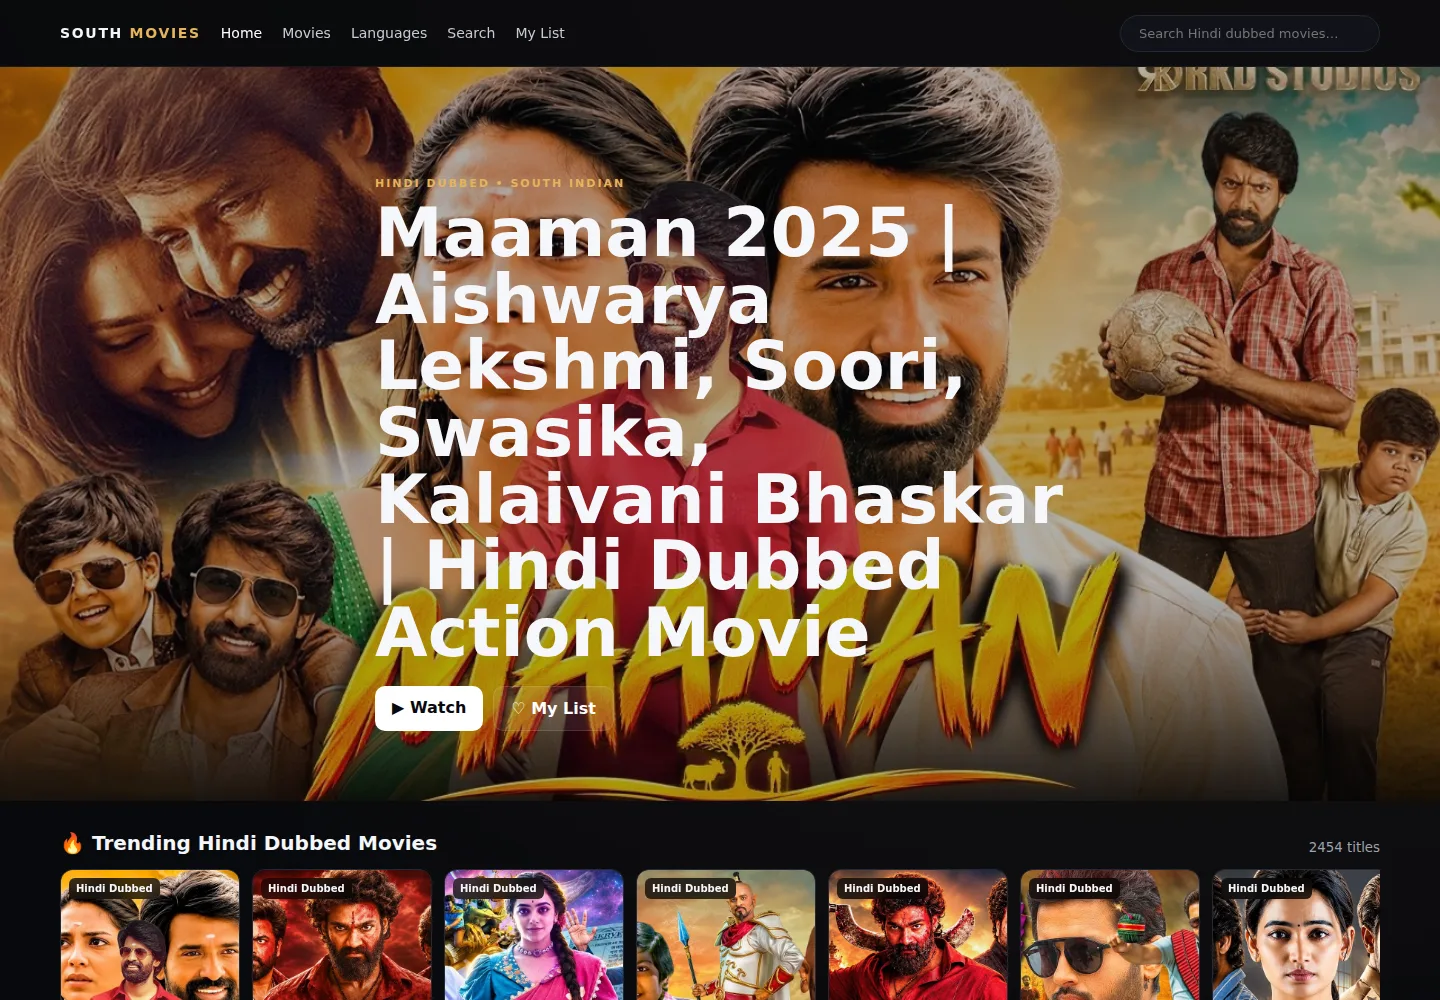 SOUTH MOVIES Home Movies Languages Search My List Search Hindi dubbed movies...
RKD STUDIOS
HINDI DUBBED • SOUTH INDIAN
Maaman 2025 |
Aishwarya
Lekshmi, Soori,
Swasika,
Kalaivani Bhaskar
| Hindi Dubbed
Action Movie
MAAMAN
▶ Watch ♡ My List
🔥 Trending Hindi Dubbed Movies 2454 titles
Hindi Dubbed Hindi Dubbed Hindi Dubbed Hindi Dubbed Hindi Dubbed Hindi Dubbed Hindi Dubbed